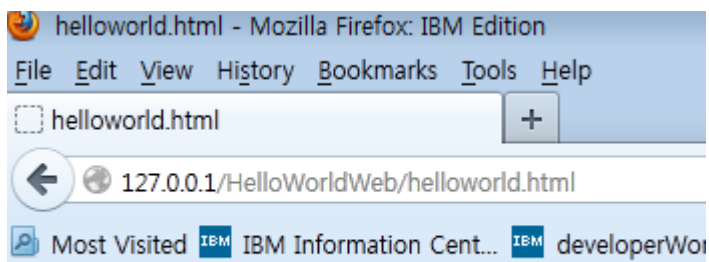 helloworld.html - Mozilla Firefox: IBM Edition
File Edit View History Bookmarks Tools Help
helloworld.html +
127.0.0.1/HelloWorldWeb/helloworld.html
Most Visited IBM IBM Information Cent... IBM developerWor